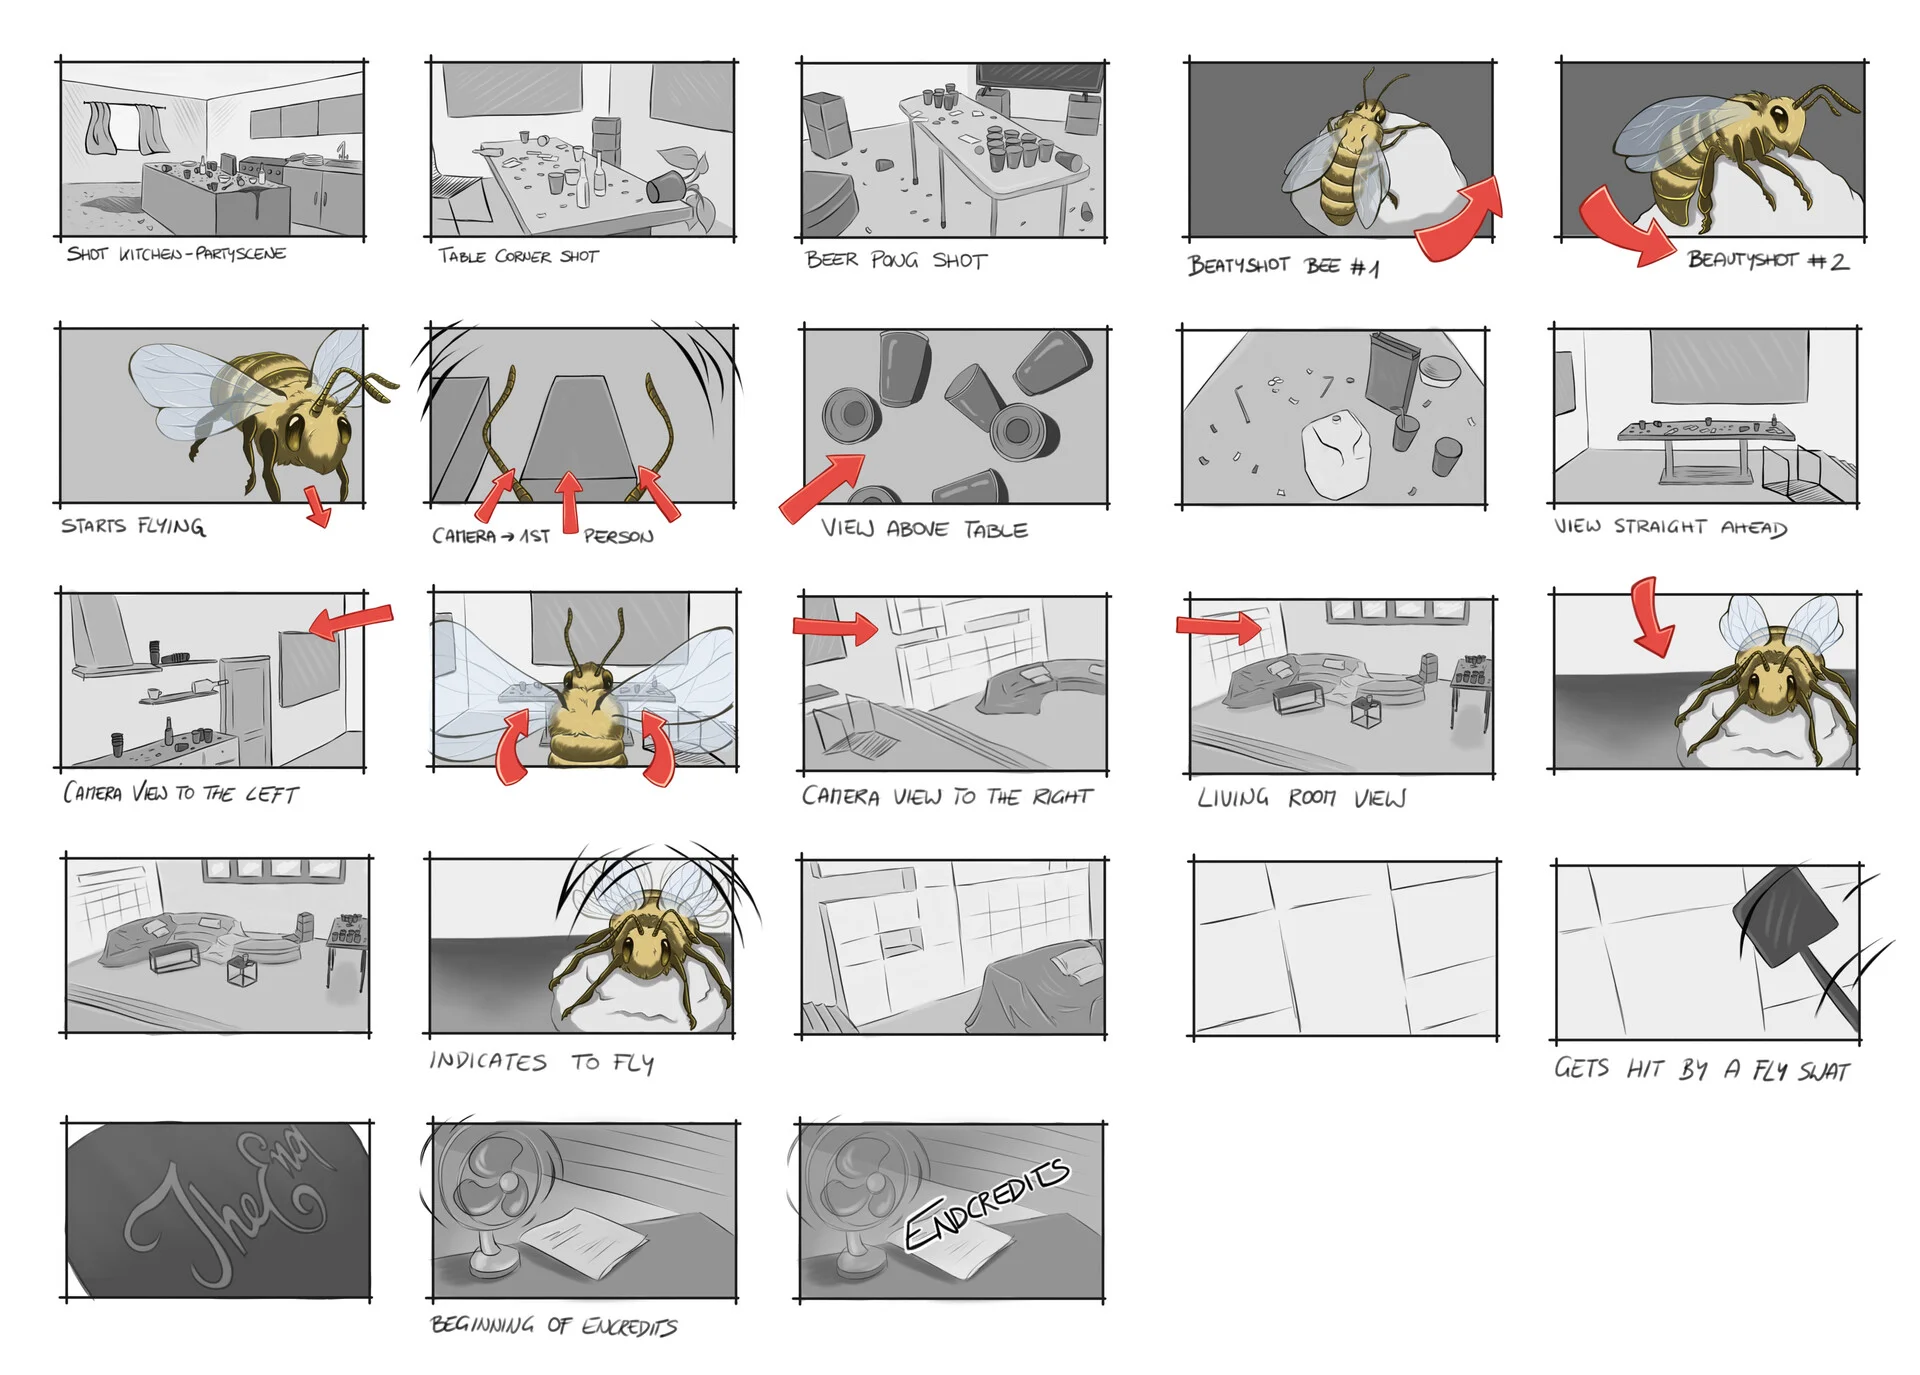 SHOT KITCHEN-PARTYSCENE
TABLE CORNER SHOT
BEER PONG SHOT
BEATYSHOT BEE #1
BEAUTYSHOT #2
STARTS FLYING
CAMERA → 1ST PERSON
VIEW ABOVE TABLE
VIEW STRAIGHT AHEAD
CAMERA VIEW TO THE LEFT
CAMERA VIEW TO THE RIGHT
LIVING ROOM VIEW
INDICATES TO FLY
GETS HIT BY A FLY SWAT
The End
BEGINNING OF ENCREDITS
ENDCREDITS